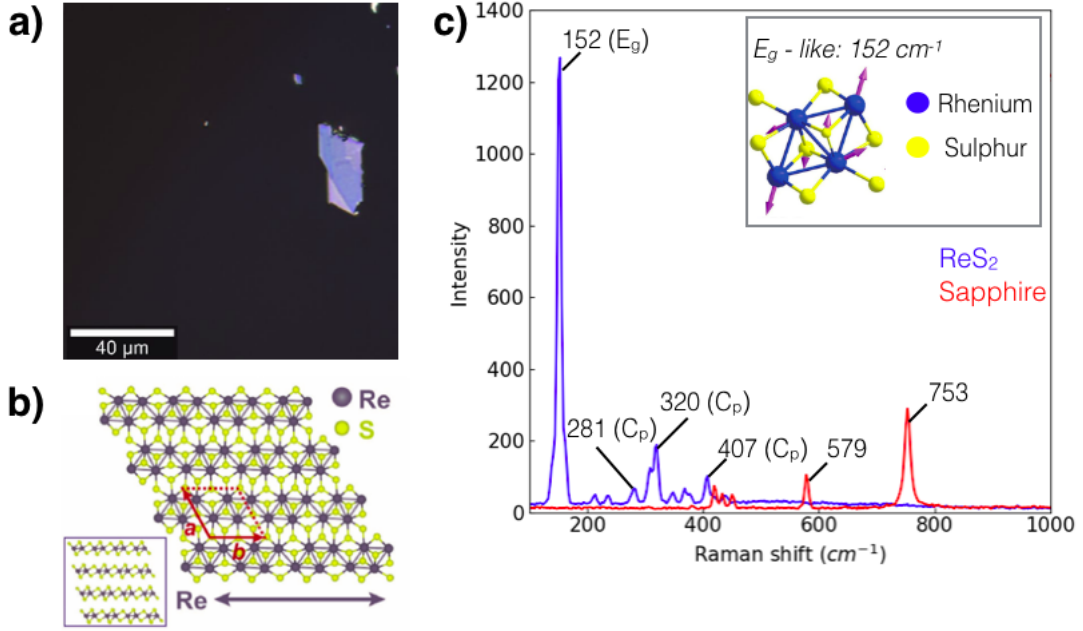 a)
40 μm
b)
Re
S
a
b
Re
c)
1400
1200
1000
800
600
400
200
0
Intensity
152 (Eg)
281 (Cp)
320 (Cp)
407 (Cp)
579
753
Eg - like: 152 cm-1
Rhenium
Sulphur
ReS2
Sapphire
200
400
600
800
1000
Raman shift (cm−1)